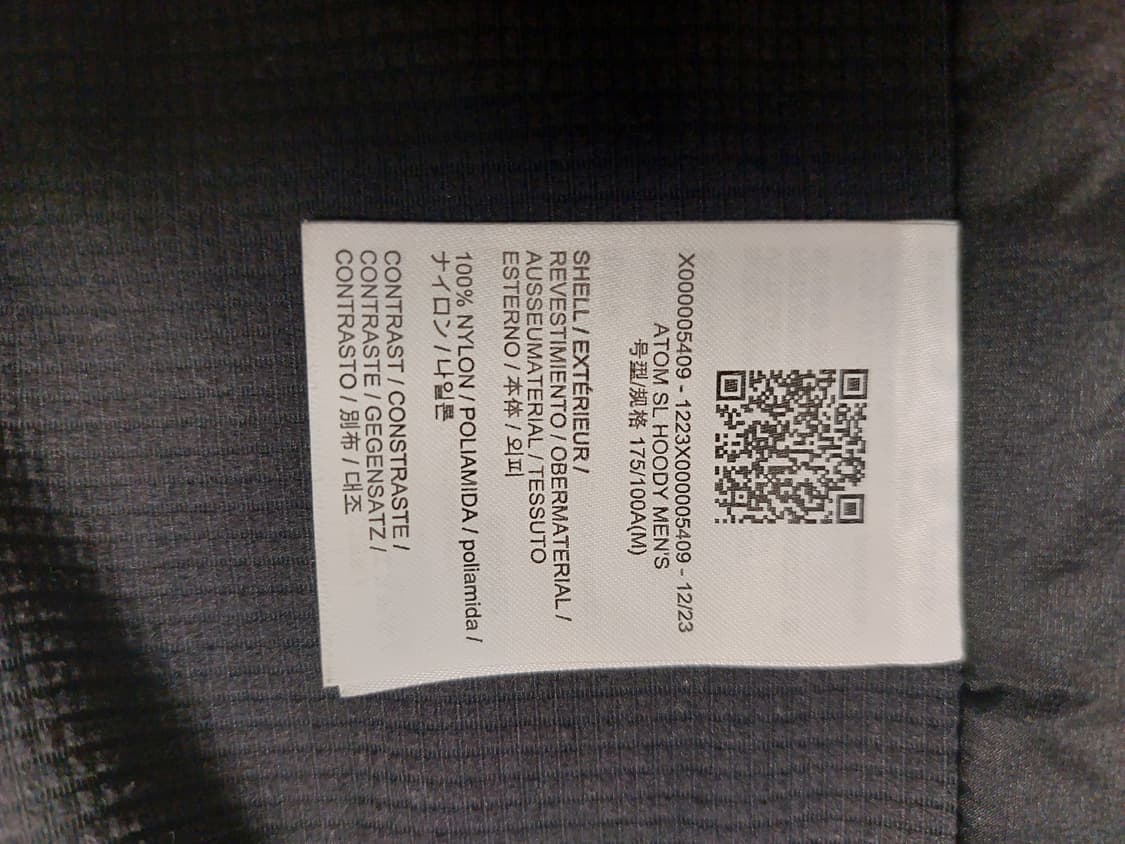 X000005409 - 1223X000005409 - 12/23
ATOM SL HOODY MEN'S
号型/规格 175/100A(M)
SHELL / EXTÉRIEUR /
REVESTIMIENTO / OBERMATERIAL /
AUSSEUMATERIAL / TESSUTO
ESTERNO / 本体 / 외피
100% NYLON / POLIAMIDA / poliamida /
ナイロン / 나일론
CONTRAST / CONSTRASTE /
CONTRASTE / GEGENSATZ /
CONTRASTO / 別布 / 대조